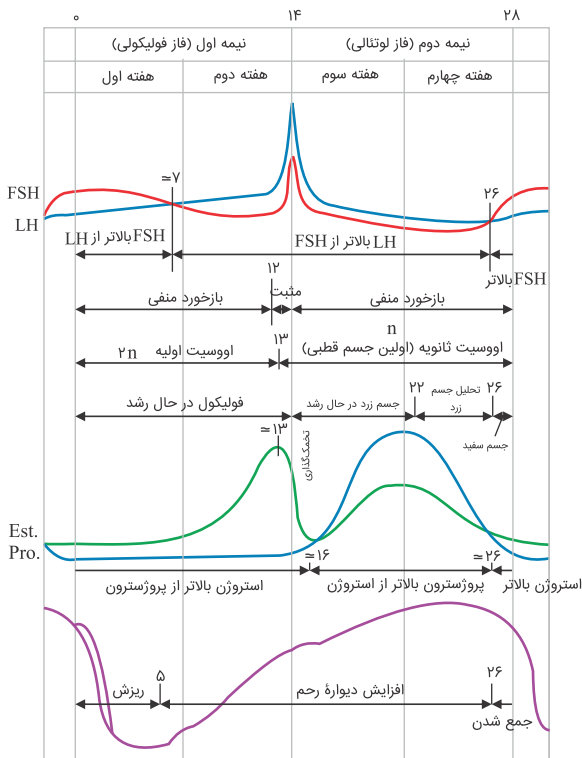 ۰ ۱۴ ۲۸
نیمه اول (فاز فولیکولی) نیمه دوم (فاز لوتئالی)
هفته اول هفته دوم هفته سوم هفته چهارم
≃۷
FSH
۲۶
LH
FSH بالاتر از LH
LH بالاتر از FSH
FSH بالاتر
۱۲
بازخورد منفی مثبت بازخورد منفی
۱۳
n
۲n اووسیت اولیه اووسیت ثانویه (اولین جسم قطبی)
۲۲ تحلیل جسم زرد ۲۶
فولیکول در حال رشد جسم زرد در حال رشد
≃۱۳
تخمک‌گذاری
جسم سفید
Est.
Pro.
≃۱۶ ≃۲۶
استروژن بالاتر از پروژسترون پروژسترون بالاتر از استروژن استروژن بالاتر
۵ ۲۶
ریزش افزایش دیوارهٔ رحم
جمع شدن